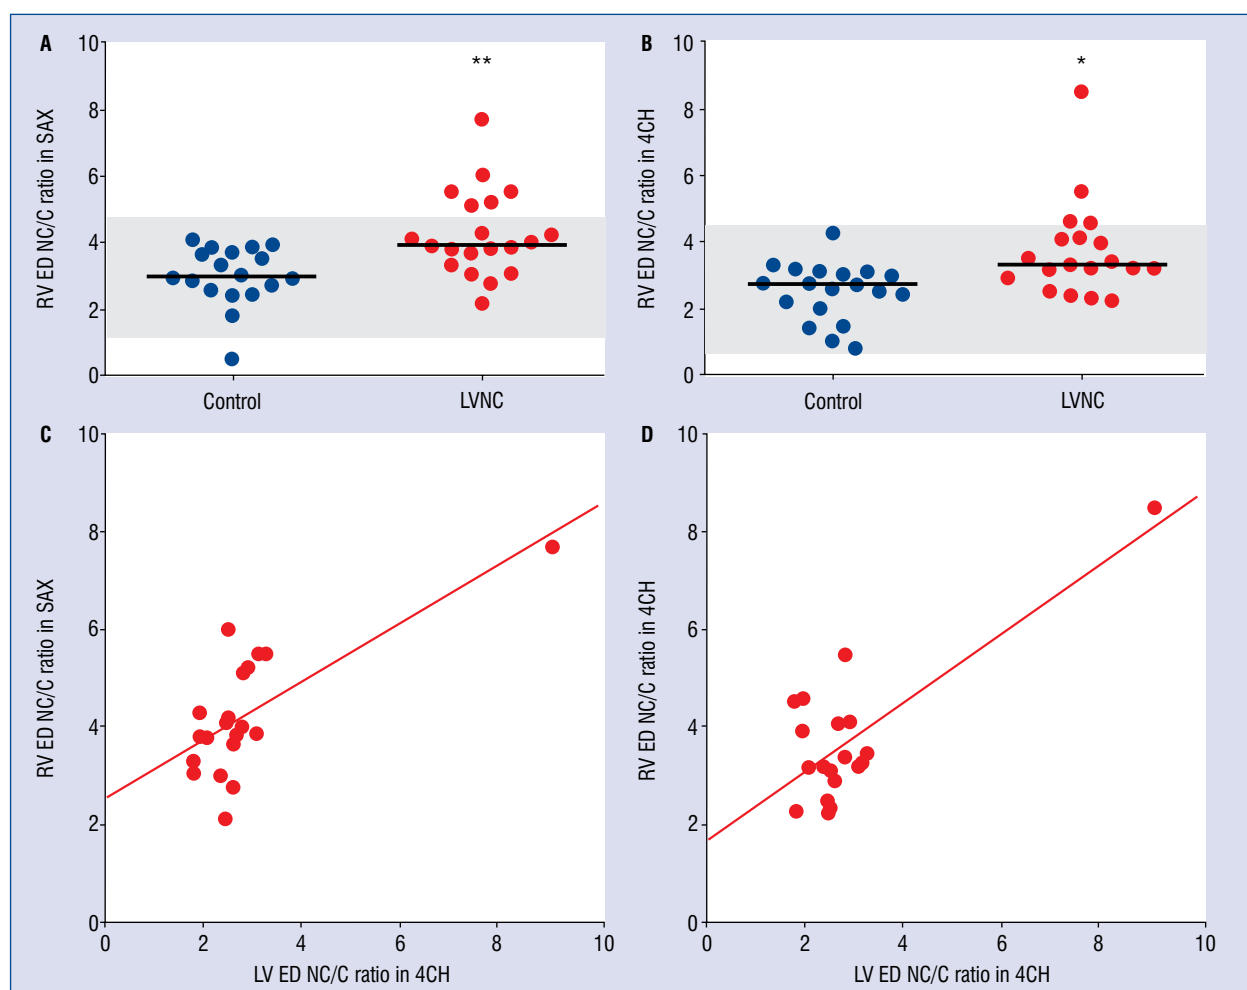 A
RV ED NC/C ratio in SAX
10
8
6
4
2
0
**
Control
LVNC
B
RV ED NC/C ratio in 4CH
10
8
6
4
2
0
*
Control
LVNC
C
RV ED NC/C ratio in SAX
10
8
6
4
2
0
0 2 4 6 8 10
LV ED NC/C ratio in 4CH
D
RV ED NC/C ratio in 4CH
10
8
6
4
2
0
0 2 4 6 8 10
LV ED NC/C ratio in 4CH